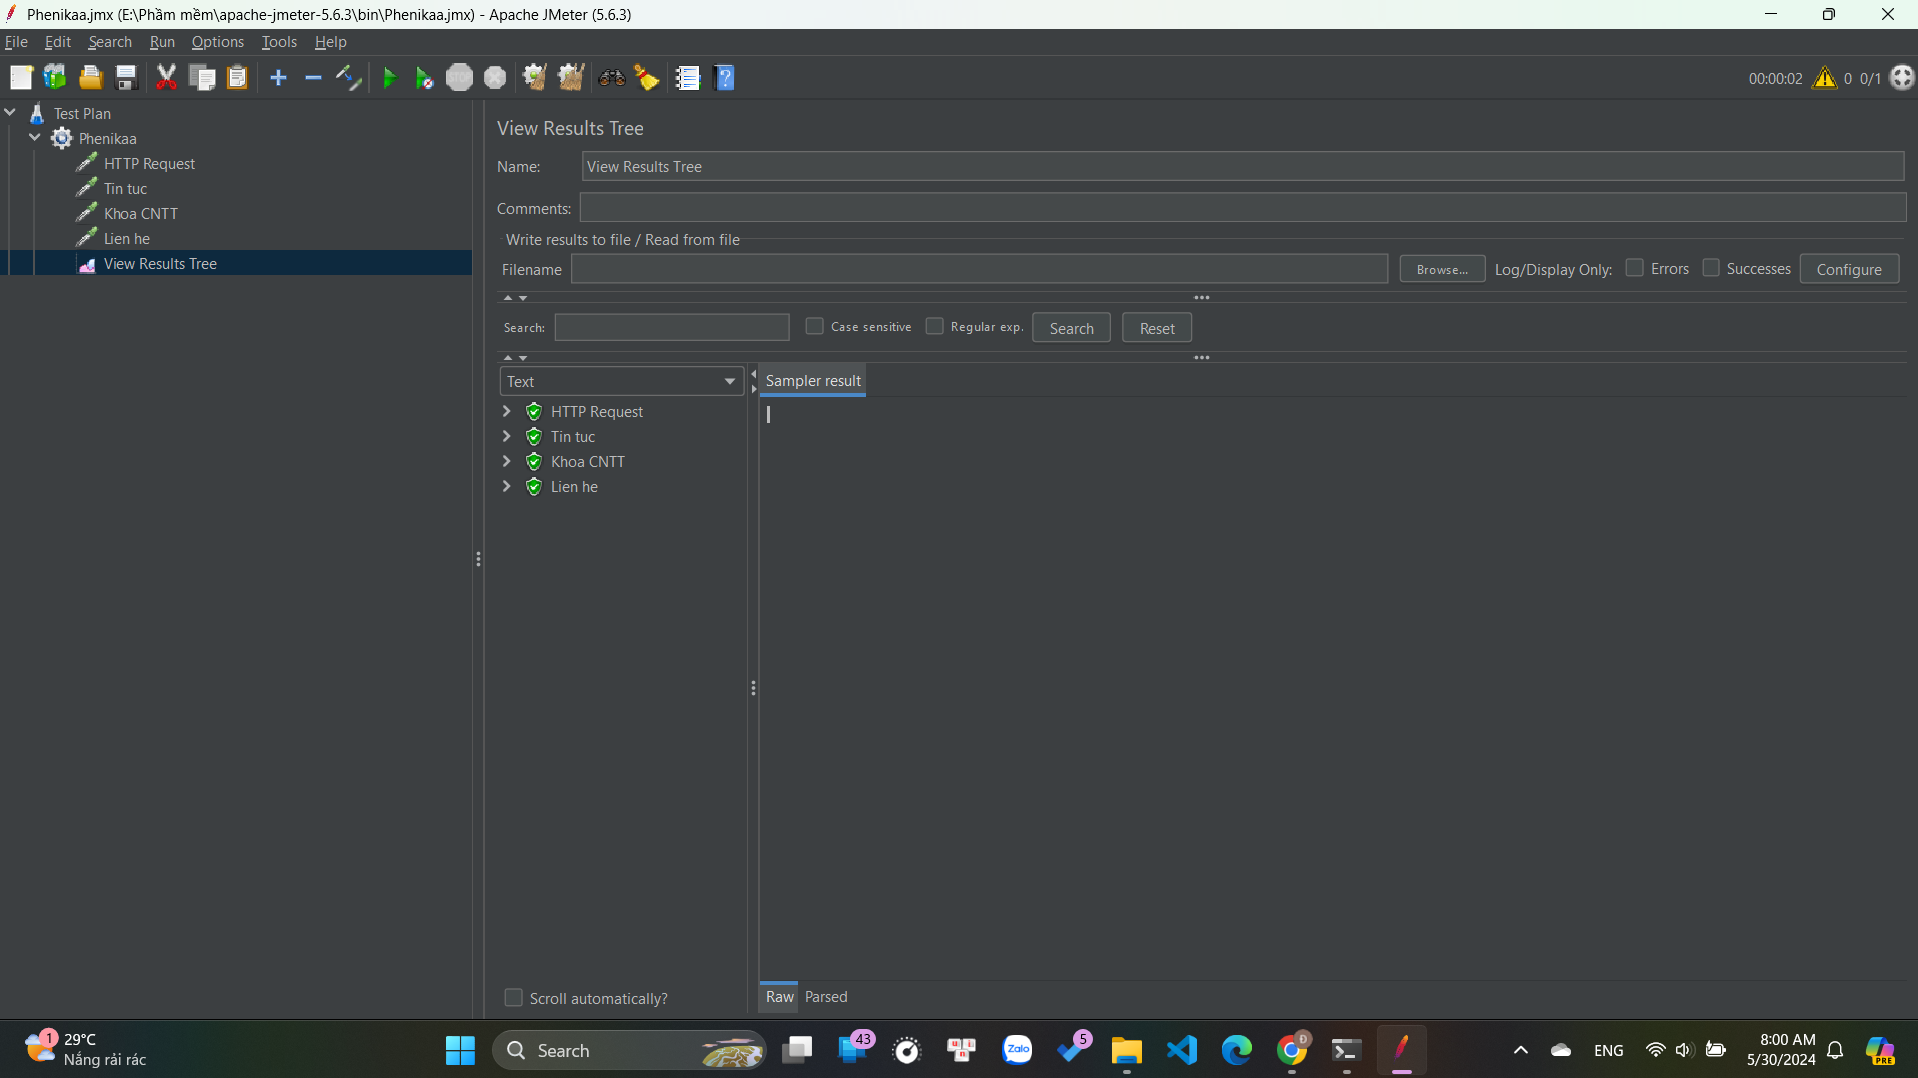 Phenikaa.jmx (E:\Phầm mềm\apache-jmeter-5.6.3\bin\Phenikaa.jmx) - Apache JMeter (5.6.3)
File Edit Search Run Options Tools Help
STOP
00:00:02 0 0/1
Test Plan
Phenikaa
HTTP Request
Tin tuc
Khoa CNTT
Lien he
View Results Tree
View Results Tree
Name: View Results Tree
Comments:
Write results to file / Read from file
Filename Browse... Log/Display Only: Errors Successes Configure
Search: Case sensitive Regular exp. Search Reset
Text
Sampler result
HTTP Request
Tin tuc
Khoa CNTT
Lien he
Scroll automatically?
Raw Parsed
1 29°C
Nắng rải rác
Search
43
Zalo
5
Đ
ENG
8:00 AM
5/30/2024
PRE